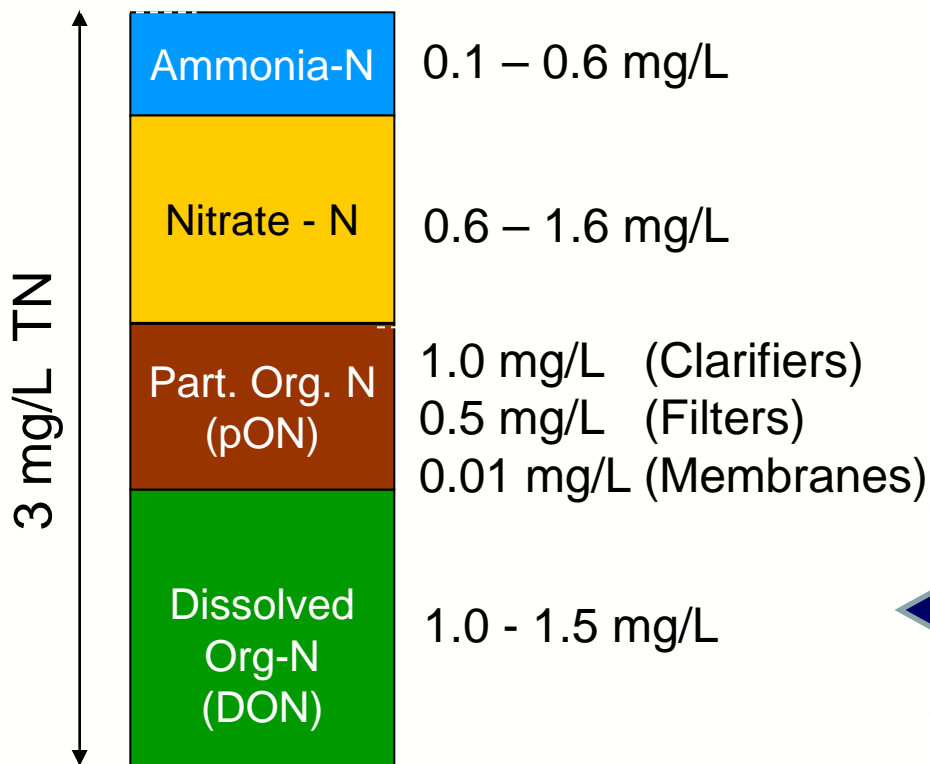 3 mg/L TN
Ammonia-N
0.1 – 0.6 mg/L
Nitrate - N
0.6 – 1.6 mg/L
Part. Org. N
(pON)
1.0 mg/L (Clarifiers)
0.5 mg/L (Filters)
0.01 mg/L (Membranes)
Dissolved
Org-N
(DON)
1.0 - 1.5 mg/L